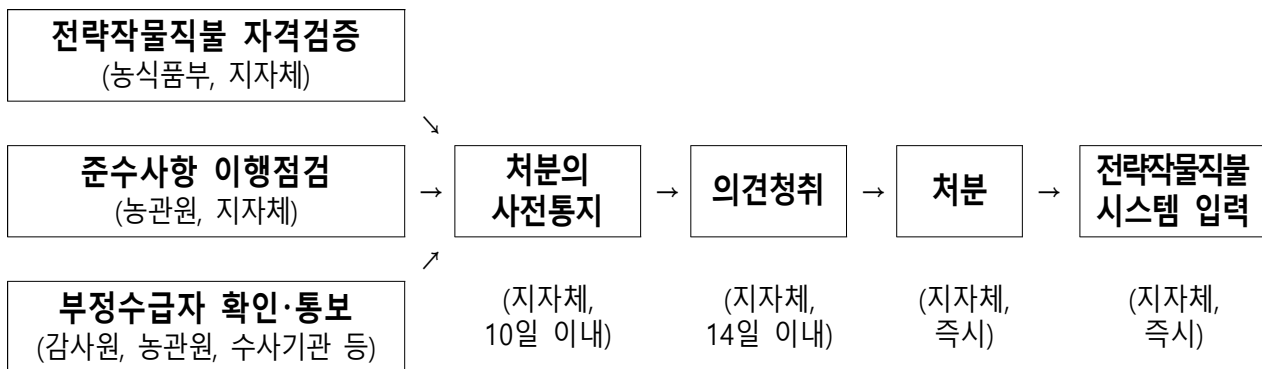 전략작물직불 자격검증
(농식품부, 지자체)
↘
준수사항 이행점검
(농관원, 지자체)
→
처분의
사전통지
→
의견청취
→
처분
→
전략작물직불
시스템 입력
↗
부정수급자 확인·통보
(감사원, 농관원, 수사기관 등)
(지자체,
10일 이내)
(지자체,
14일 이내)
(지자체,
즉시)
(지자체,
즉시)